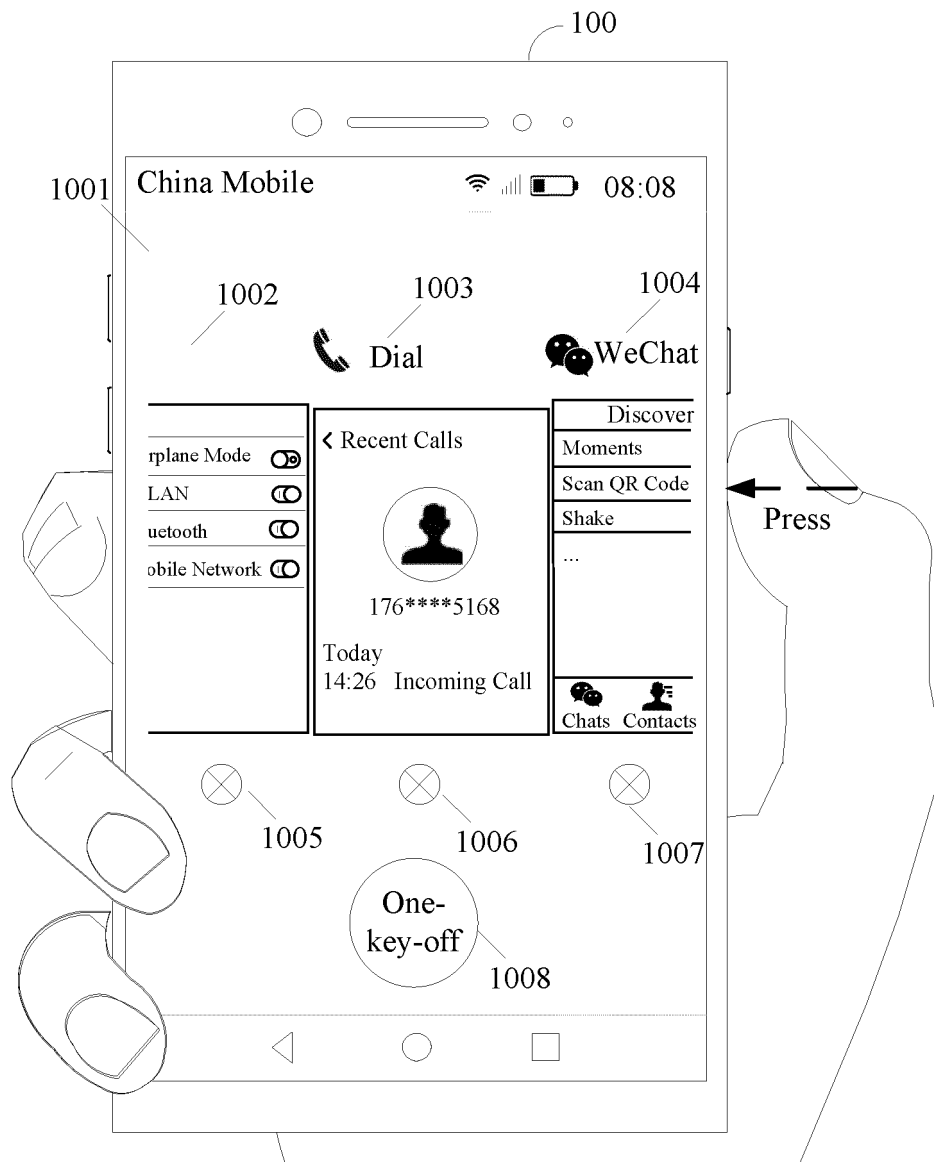 100
China Mobile 08:08
1001
1002
1003
1004
Dial
WeChat
rplane Mode
LAN
uetooth
obile Network
Recent Calls
176****5168
Today
14:26 Incoming Call
Discover
Moments
Scan QR Code
Shake
...
Chats Contacts
Press
1005
1006
1007
One-
key-off
1008